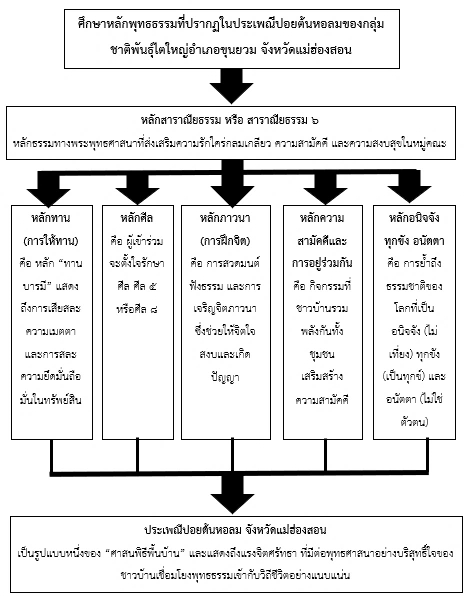 ศึกษาหลักพุทธธรรมที่ปรากฏในประเพณีปอยต้นหอลมของกลุ่ม
ชาติพันธุ์ไตใหญ่อำเภอขุนยวม จังหวัดแม่ฮ่องสอน
หลักสาราณียธรรม หรือ สาราณียธรรม ๖
หลักธรรมทางพระพุทธศาสนาที่ส่งเสริมความรักใคร่กลมเกลียว ความสามัคคี และความสงบสุขในหมู่คณะ
หลักทาน
(การให้ทาน)
คือ หลัก “ทาน
บารมี” แสดง
ถึงการเสียสละ
ความเมตตา
และการสละ
ความยึดมั่นถือ
มั่นในทรัพย์สิน
หลักศีล
คือ ผู้เข้าร่วม
จะตั้งใจรักษา
ศีล ศีล ๕
หรือศีล ๘
หลักภาวนา
(การฝึกจิต)
คือ การสวดมนต์
ฟังธรรม และการ
เจริญจิตภาวนา
ซึ่งช่วยให้จิตใจ
สงบและเกิด
ปัญญา
หลักความ
สามัคคีและ
การอยู่ร่วมกัน
คือ กิจกรรมที่
ชาวบ้านรวม
พลังกันทั้ง
ชุมชน
เสริมสร้าง
ความสามัคคี
หลักอนิจจัง
ทุกขัง อนัตตา
คือ การย้ำถึง
ธรรมชาติของ
โลกที่เป็น
อนิจจัง (ไม่
เที่ยง) ทุกขัง
(เป็นทุกข์) และ
อนัตตา (ไม่ใช่
ตัวตน)
ประเพณีปอยต้นหอลม จังหวัดแม่ฮ่องสอน
เป็นรูปแบบหนึ่งของ “ศาสนพิธีพื้นบ้าน” และแสดงถึงแรงจิตศรัทธา ที่มีต่อพุทธศาสนาอย่างบริสุทธิ์ใจของ
ชาวบ้านเชื่อมโยงพุทธธรรมเข้ากับวิถีชีวิตอย่างแนบแน่น